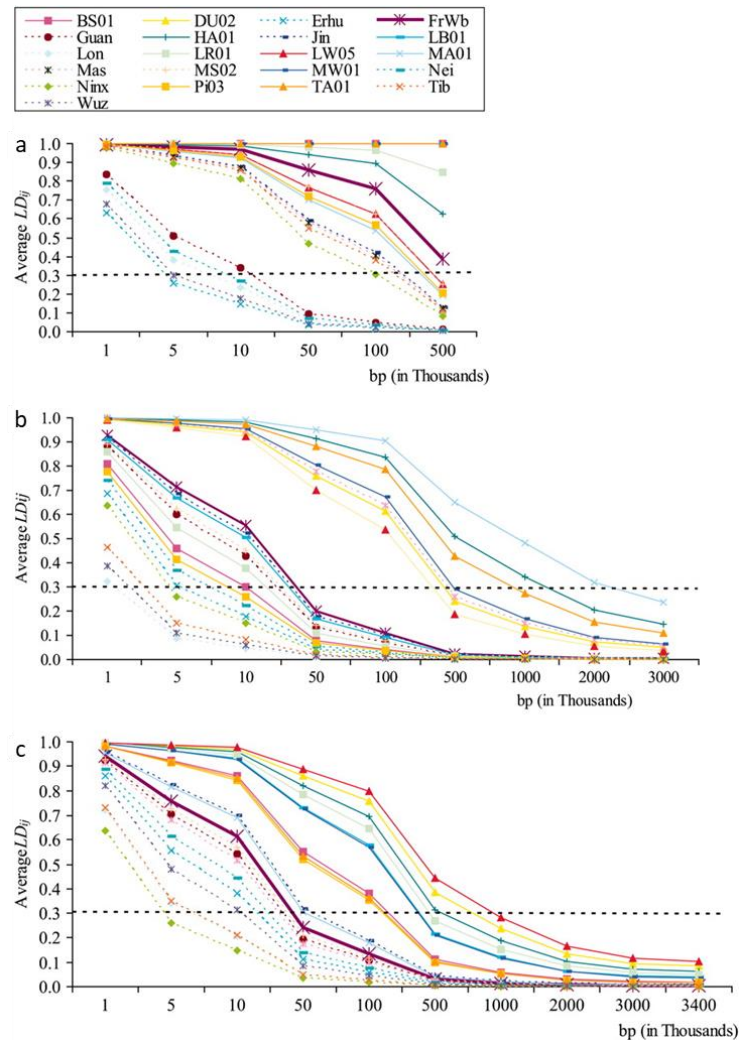 BS01 DU02 Erhu FrWb
Guan HA01 Jin LB01
Lon LR01 LW05 MA01
Mas MS02 MW01 Nei
Ninx Pi03 TA01 Tib
Wuz
a
Average LDij
1.0
0.9
0.8
0.7
0.6
0.5
0.4
0.3
0.2
0.1
0.0
1 5 10 50 100 500
bp (in Thousands)
b
Average LDij
1.0
0.9
0.8
0.7
0.6
0.5
0.4
0.3
0.2
0.1
0.0
1 5 10 50 100 500 1000 2000 3000
bp (in Thousands)
c
Average LDij
1.0
0.9
0.8
0.7
0.6
0.5
0.4
0.3
0.2
0.1
0.0
1 5 10 50 100 500 1000 2000 3000 3400
bp (in Thousands)